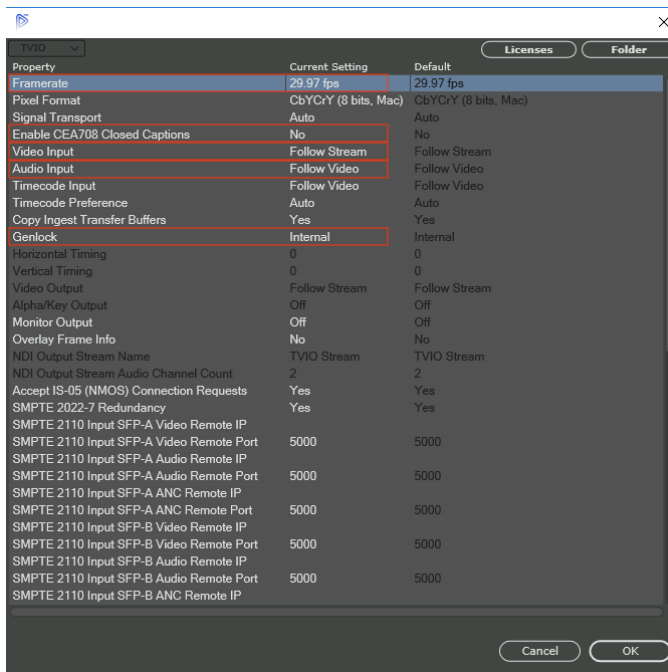 TVIO
Licenses Folder
Property Current Setting Default
Framerate 29.97 fps 29.97 fps
Pixel Format CbYCrY (8 bits, Mac) CbYCrY (8 bits, Mac)
Signal Transport Auto Auto
Enable CEA708 Closed Captions No No
Video Input Follow Stream Follow Stream
Audio Input Follow Video Follow Video
Timecode Input Follow Video Follow Video
Timecode Preference Auto Auto
Copy Ingest Transfer Buffers Yes Yes
Genlock Internal Internal
Horizontal Timing 0 0
Vertical Timing 0 0
Video Output Follow Stream Follow Stream
Alpha/Key Output Off Off
Monitor Output Off Off
Overlay Frame Info No No
NDI Output Stream Name TVIO Stream TVIO Stream
NDI Output Stream Audio Channel Count 2 2
Accept IS-05 (NMOS) Connection Requests Yes Yes
SMPTE 2022-7 Redundancy Yes Yes
SMPTE 2110 Input SFP-A Video Remote IP
SMPTE 2110 Input SFP-A Video Remote Port 5000 5000
SMPTE 2110 Input SFP-A Audio Remote IP
SMPTE 2110 Input SFP-A Audio Remote Port 5000 5000
SMPTE 2110 Input SFP-A ANC Remote IP
SMPTE 2110 Input SFP-A ANC Remote Port 5000 5000
SMPTE 2110 Input SFP-B Video Remote IP
SMPTE 2110 Input SFP-B Video Remote Port 5000 5000
SMPTE 2110 Input SFP-B Audio Remote IP
SMPTE 2110 Input SFP-B Audio Remote Port 5000 5000
SMPTE 2110 Input SFP-B ANC Remote IP
Cancel OK